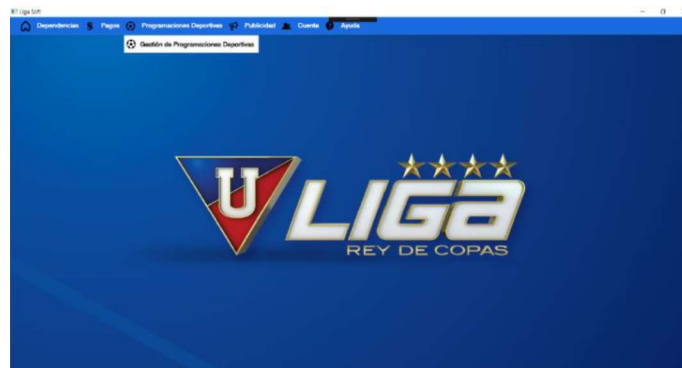 Liga Soft
Dependencias $ Pagos Programaciones Deportivas Publicidad Cuenta Ayuda
Gestión de Programaciones Deportivas
U LIGA
REY DE COPAS